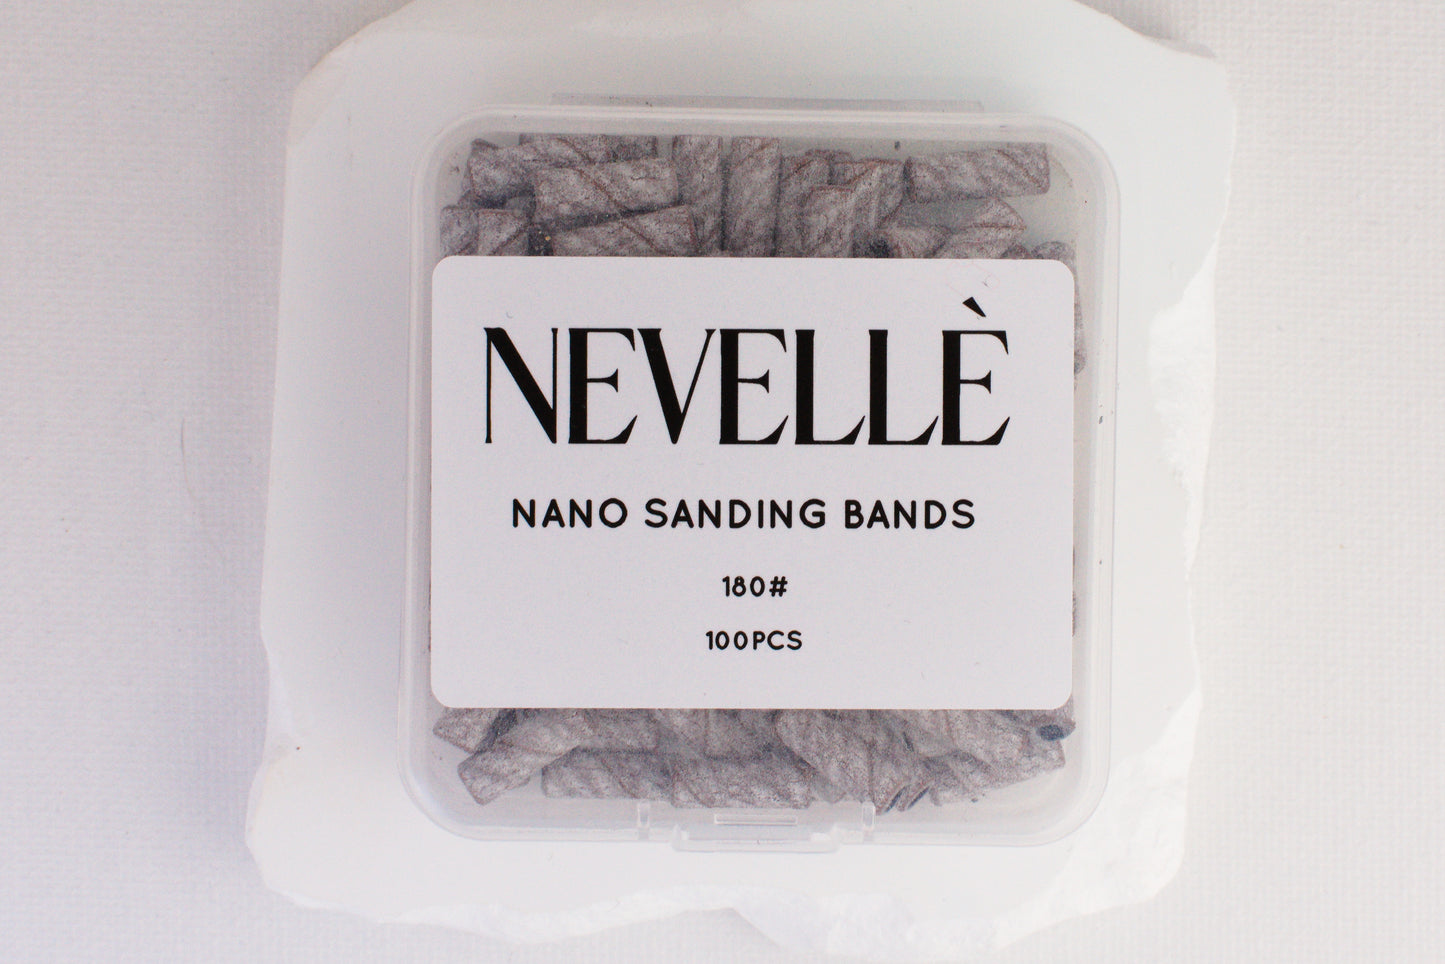 NEVELLÈ
NANO SANDING BANDS
180#
100PCS